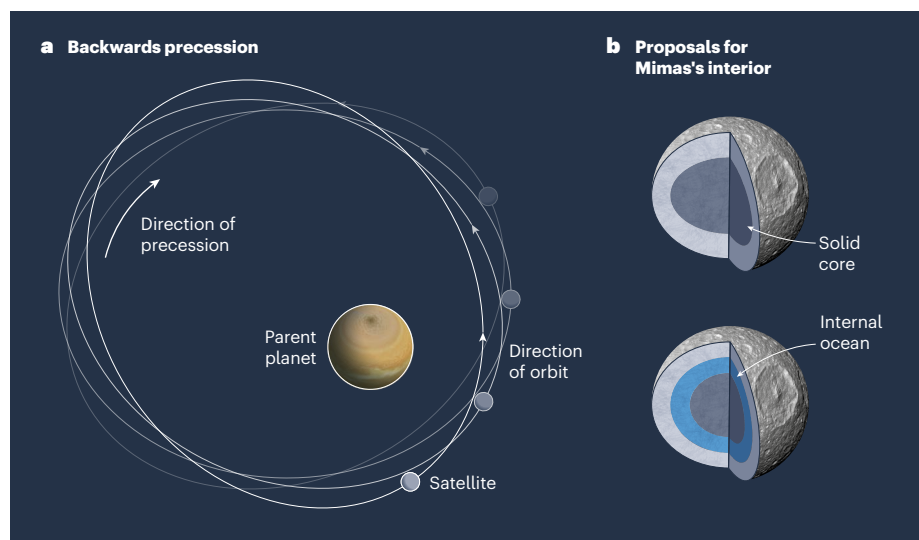 a Backwards precession
Direction of
precession
Parent
planet
Direction
of orbit
Satellite
b Proposals for
Mimas's interior
Solid
core
Internal
ocean